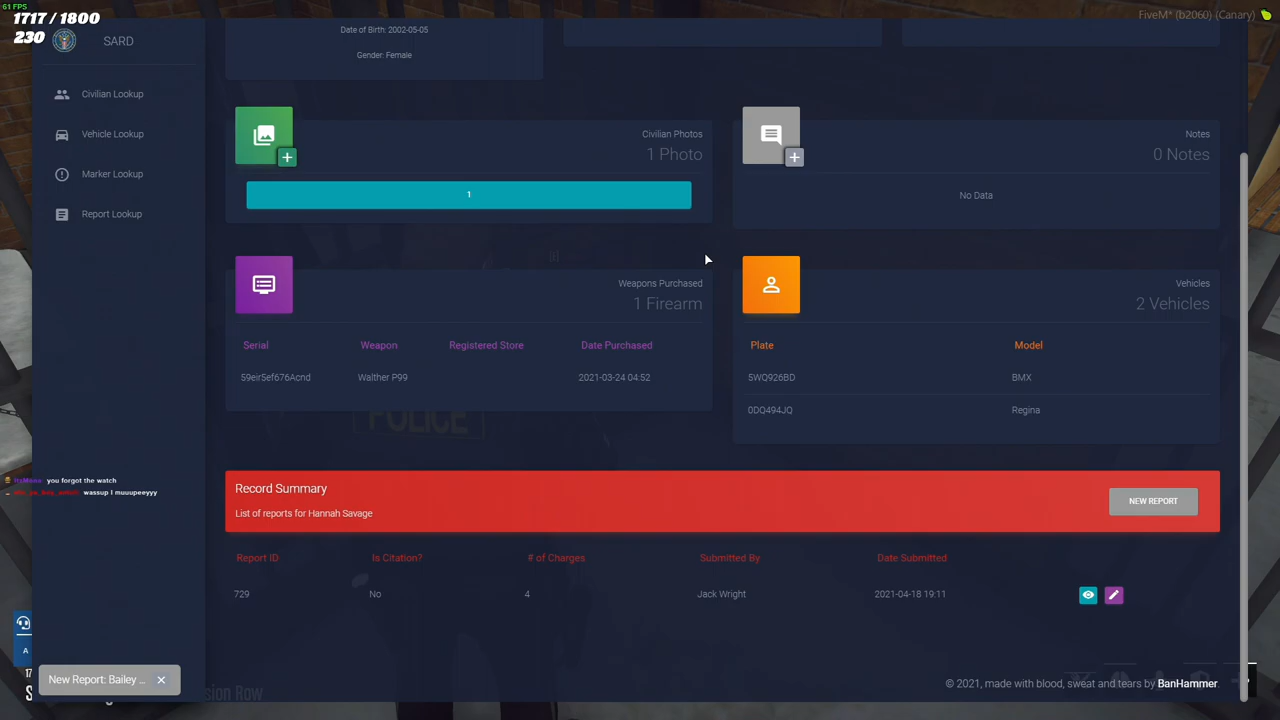 61 FPS
1717 / 1800
230
FiveM* (b2060) (Canary)
SARD
Civilian Lookup
Vehicle Lookup
Marker Lookup
Report Lookup
Date of Birth: 2002-05-05
Gender: Female
Civilian Photos
1 Photo
1
Notes
0 Notes
No Data
Weapons Purchased
1 Firearm
Serial Weapon Registered Store Date Purchased
59eir5ef676Acnd Walther P99 2021-03-24 04:52
Vehicles
2 Vehicles
Plate Model
5WQ926BD BMX
0DQ494JQ Regina
POLICE
you forgot the watch
wassup l muuupeeyyy
Record Summary
List of reports for Hannah Savage
NEW REPORT
Report ID Is Citation? # of Charges Submitted By Date Submitted
729 No 4 Jack Wright 2021-04-18 19:11
A
New Report: Bailey ...
© 2021, made with blood, sweat and tears by BanHammer.